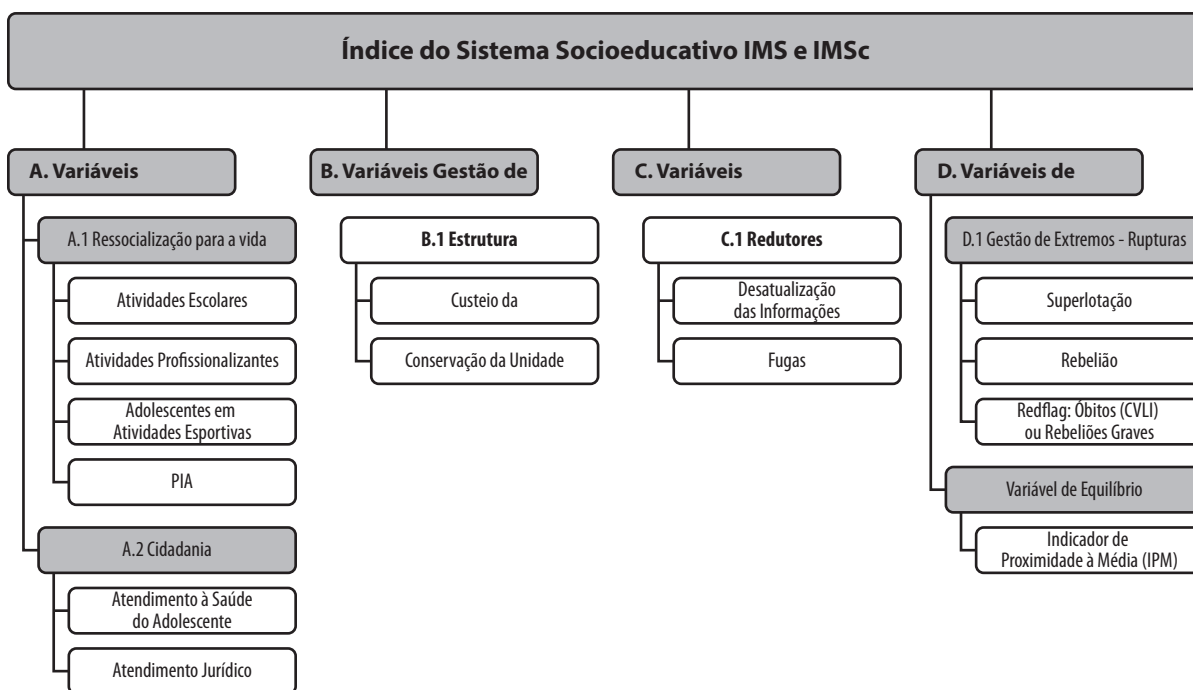 Índice do Sistema Socioeducativo IMS e IMSc
A. Variáveis
A.1 Ressocialização para a vida
Atividades Escolares
Atividades Profissionalizantes
Adolescentes em
Atividades Esportivas
PIA
A.2 Cidadania
Atendimento à Saúde
do Adolescente
Atendimento Jurídico
B. Variáveis Gestão de
B.1 Estrutura
Custeio da
Conservação da Unidade
C. Variáveis
C.1 Redutores
Desatualização
das Informações
Fugas
D. Variáveis de
D.1 Gestão de Extremos - Rupturas
Superlotação
Rebelião
Redflag: Óbitos (CVLI)
ou Rebeliões Graves
Variável de Equilíbrio
Indicador de
Proximidade à Média (IPM)